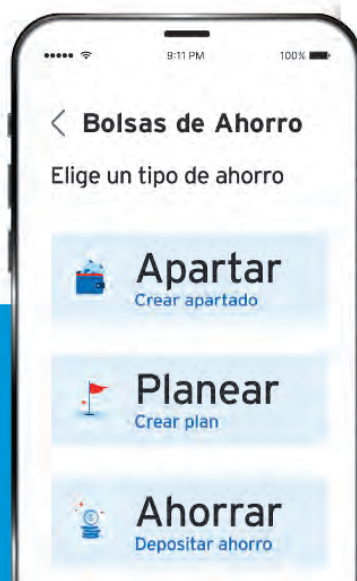 9:11 PM 100%
Bolsas de Ahorro
Elige un tipo de ahorro
Apartar
Crear apartado
Planear
Crear plan
Ahorrar
Depositar ahorro